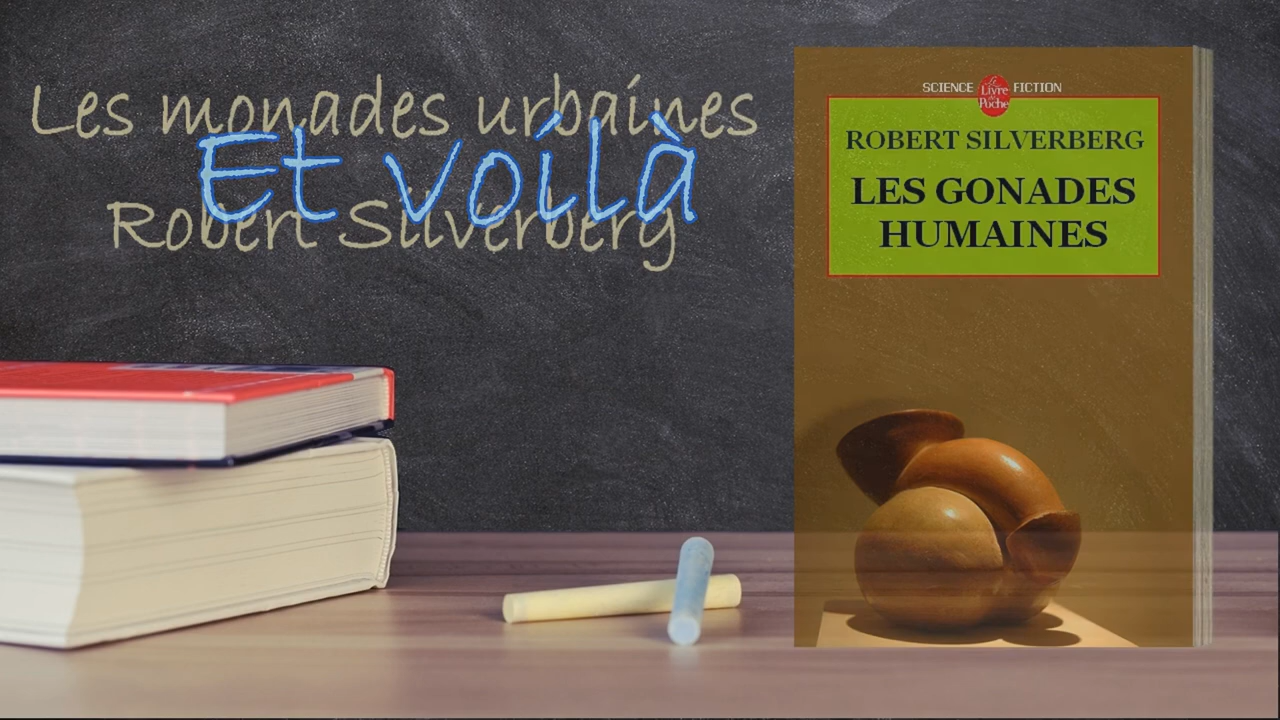 Les monades urbaines
Et voilà
Robert Silverberg
SCIENCE FICTION
Le
Livre
de
Poche
ROBERT SILVERBERG
LES GONADES
HUMAINES